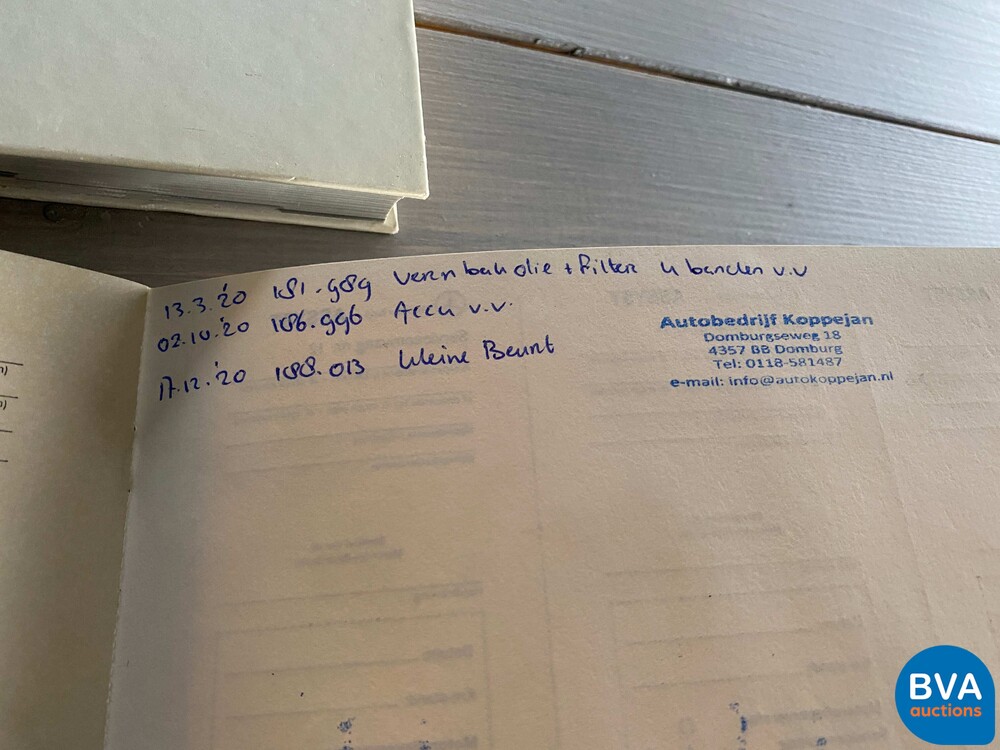 13.3.'20 181.989 versn bak olie + filter 4 banden v.v
02.10.'20 186.996 Accu v.v.
17.12.'20 188.013 kleine Beurt
Autobedrijf Koppejan
Domburgseweg 18
4357 BB Domburg
Tel: 0118-581487
e-mail: info@autokoppejan.nl
BVA
auctions